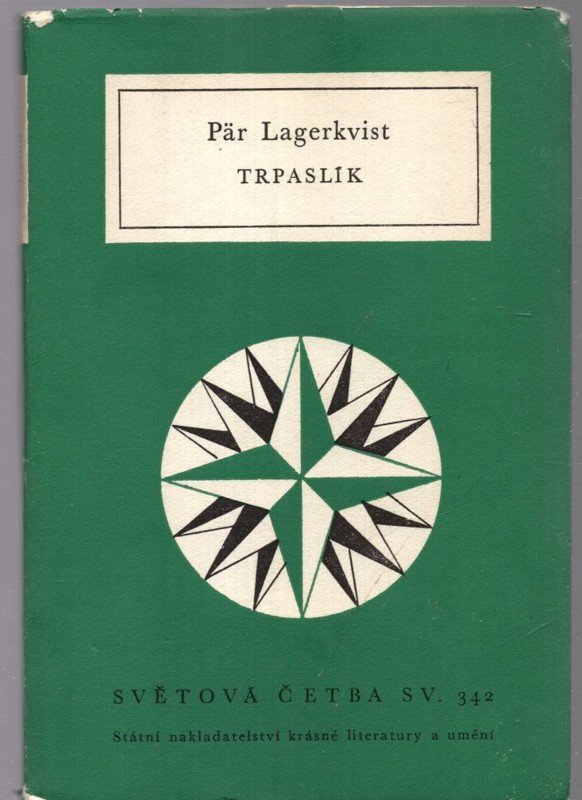 Pär Lagerkvist
TRPASLÍK
SVĚTOVÁ ČETBA SV. 342
Státní nakladatelství krásné literatury a umění